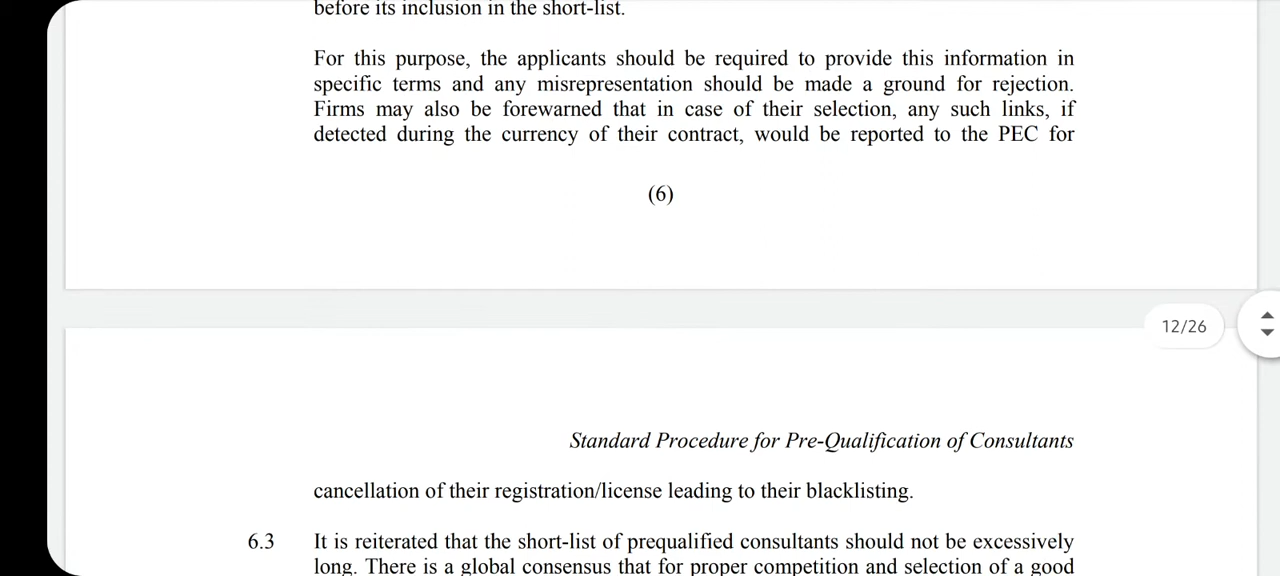 before its inclusion in the short-list.
For this purpose, the applicants should be required to provide this information in
specific terms and any misrepresentation should be made a ground for rejection.
Firms may also be forewarned that in case of their selection, any such links, if
detected during the currency of their contract, would be reported to the PEC for
(6)
12/26
Standard Procedure for Pre-Qualification of Consultants
cancellation of their registration/license leading to their blacklisting.
6.3 It is reiterated that the short-list of prequalified consultants should not be excessively
long. There is a global consensus that for proper competition and selection of a good